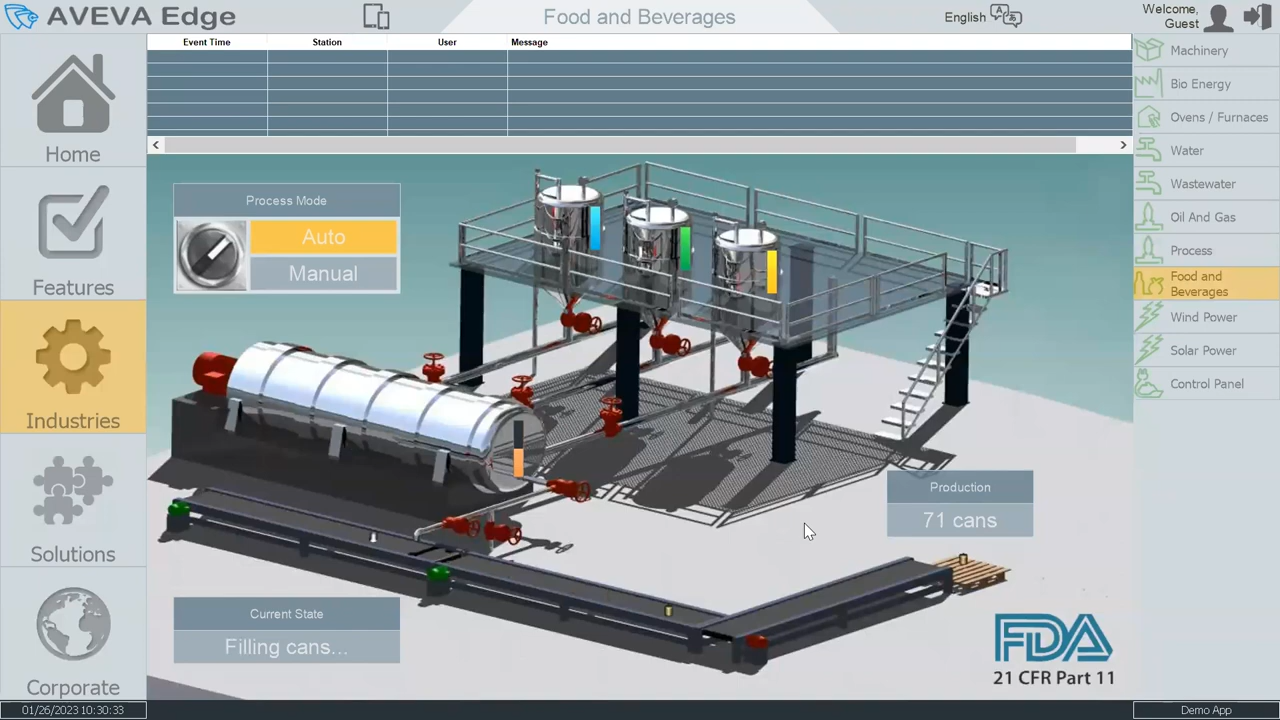 AVEVA Edge
Food and Beverages
English
Welcome,
Guest
Event Time Station User Message
Home
Features
Industries
Solutions
Corporate
Process Mode
Auto
Manual
Production
71 cans
Current State
Filling cans...
FDA
21 CFR Part 11
Machinery
Bio Energy
Ovens / Furnaces
Water
Wastewater
Oil And Gas
Process
Food and
Beverages
Wind Power
Solar Power
Control Panel
01/26/2023 10:30:33
Demo App